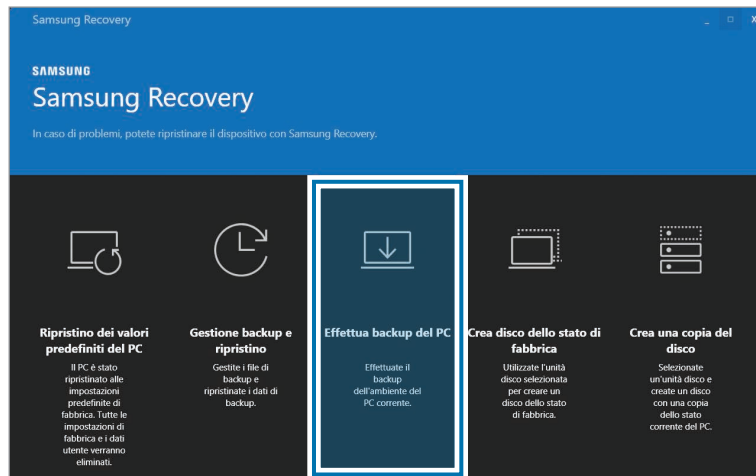 Samsung Recovery
SAMSUNG
Samsung Recovery
In caso di problemi, potete ripristinare il dispositivo con Samsung Recovery.
Ripristino dei valori
predefiniti del PC
Il PC è stato
ripristinato alle
impostazioni
predefinite di
fabbrica. Tutte le
impostazioni di
fabbrica e i dati
utente verranno
eliminati.
Gestione backup e
ripristino
Gestite i file di
backup e
ripristinate i dati di
backup.
Effettua backup del PC
Effettuate il
backup
dell'ambiente del
PC corrente.
Crea disco dello stato di
fabbrica
Utilizzate l'unità
disco selezionata
per creare un
disco dello stato
di fabbrica.
Crea una copia del
disco
Selezionate
un'unità disco e
create un disco
con una copia
dello stato
corrente del PC.